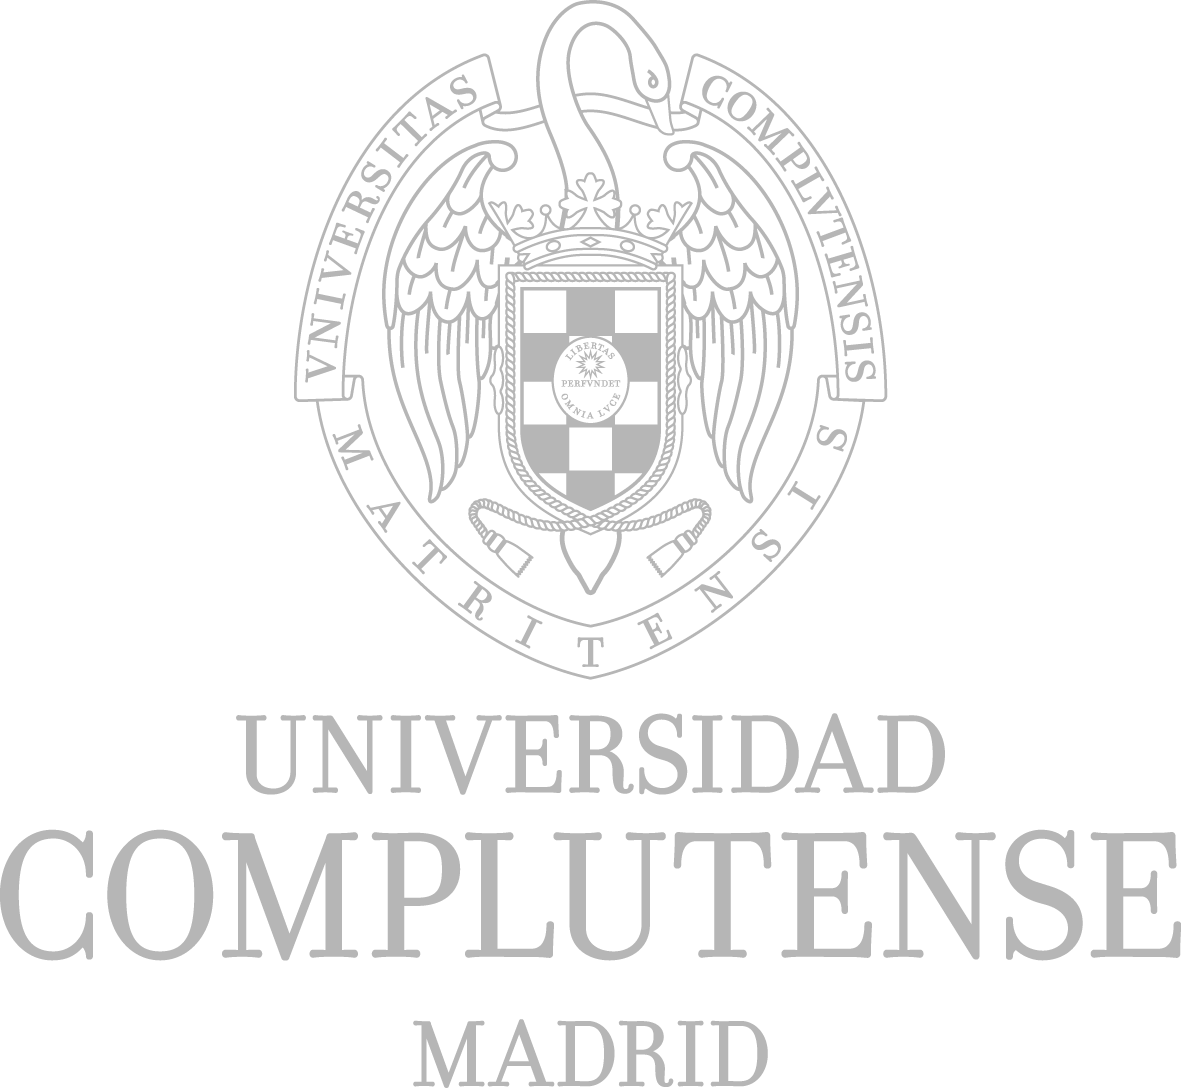 VNIVERSITAS COMPLVTENSIS
MATRITENSIS
LIBERTAS
PERFVNDET
OMNIA LVCE
UNIVERSIDAD
COMPLUTENSE
MADRID